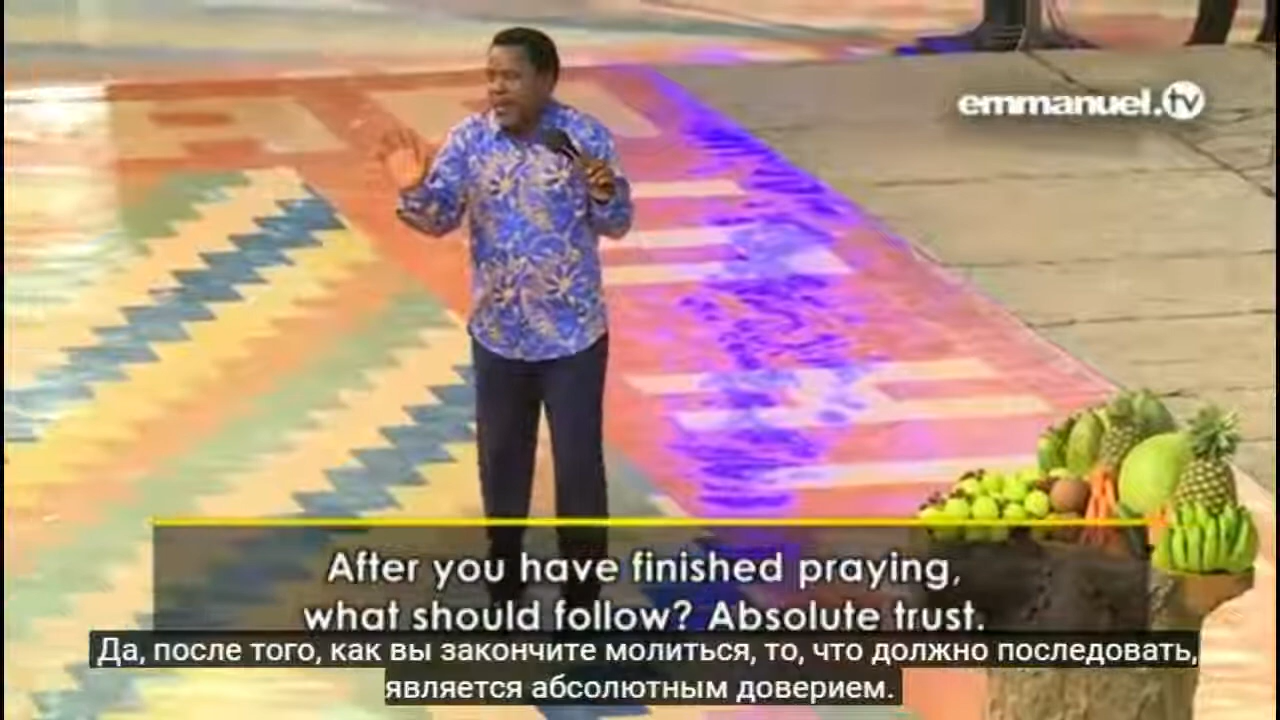 emmanuel.tv
After you have finished praying,
what should follow? Absolute trust.
Да, после того, как вы закончите молиться, то, что должно последовать,
является абсолютным доверием.